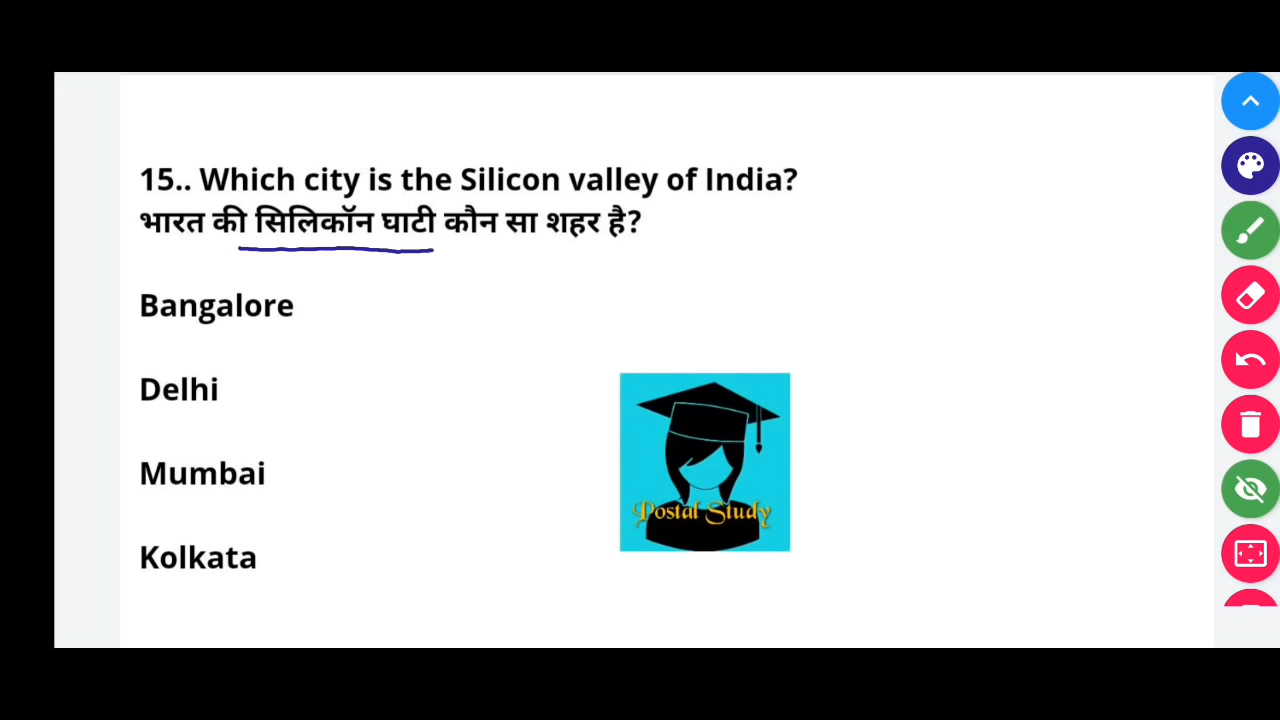 15.. Which city is the Silicon valley of India?
भारत की सिलिकॉन घाटी कौन सा शहर है?
Bangalore
Delhi
Mumbai
Kolkata
Postal Study